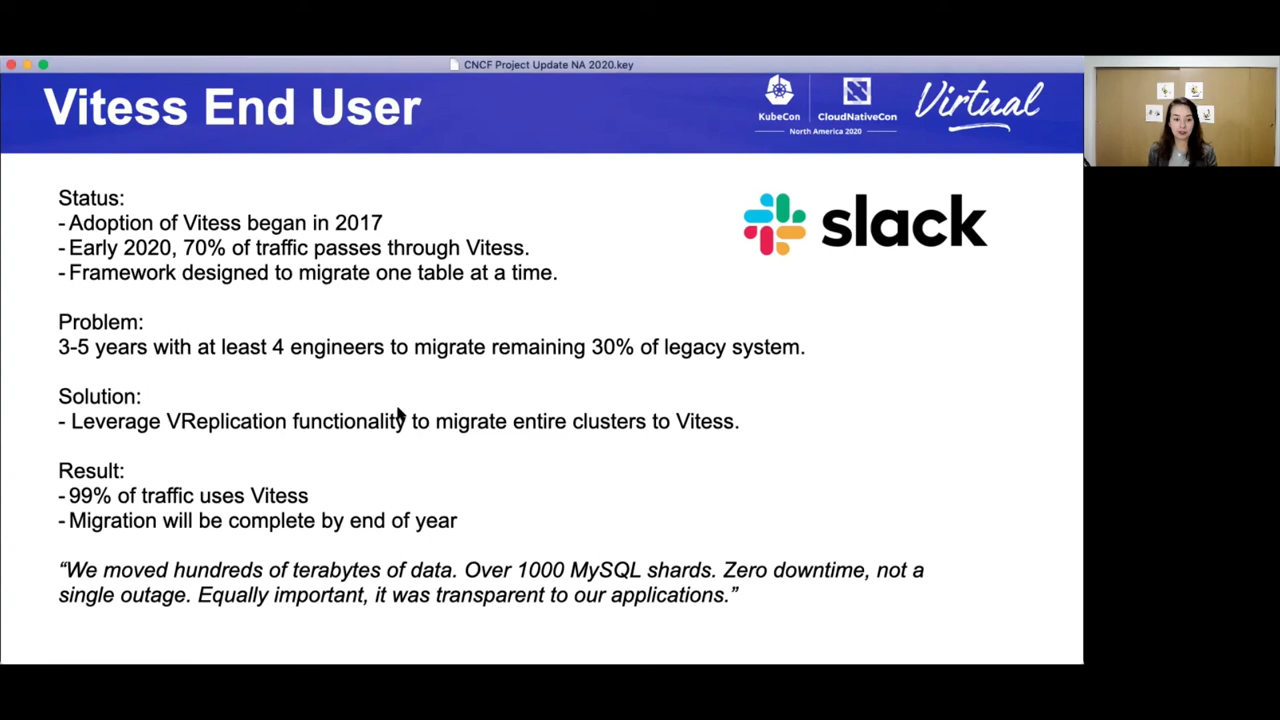 CNCF Project Update NA 2020.key
Vitess End User
KubeCon
CloudNativeCon
North America 2020
Virtual
Status:
- Adoption of Vitess began in 2017
- Early 2020, 70% of traffic passes through Vitess.
- Framework designed to migrate one table at a time.
slack
Problem:
3-5 years with at least 4 engineers to migrate remaining 30% of legacy system.
Solution:
- Leverage VReplication functionality to migrate entire clusters to Vitess.
Result:
- 99% of traffic uses Vitess
- Migration will be complete by end of year
“We moved hundreds of terabytes of data. Over 1000 MySQL shards. Zero downtime, not a
single outage. Equally important, it was transparent to our applications.”